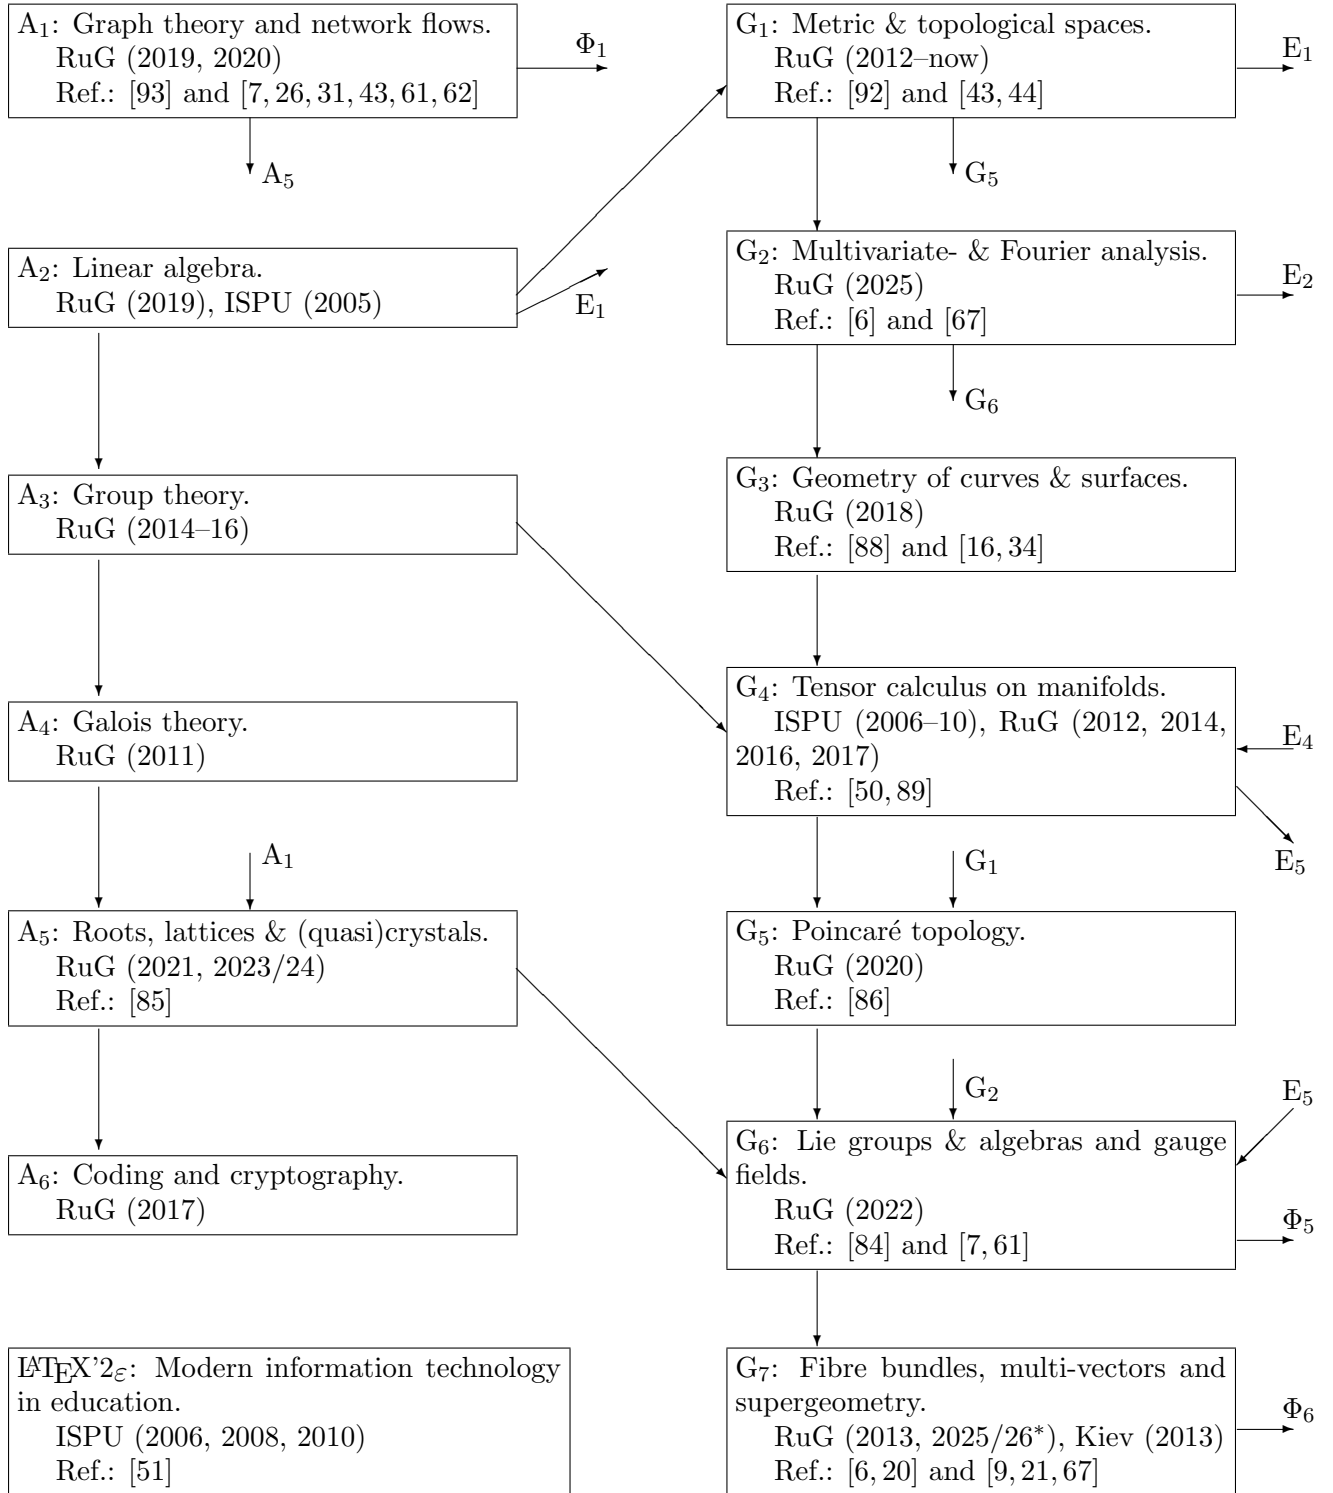 A₁: Graph theory and network flows.
RuG (2019, 2020)
Ref.: [93] and [7, 26, 31, 43, 61, 62]
Φ₁
A₅
A₂: Linear algebra.
RuG (2019), ISPU (2005)
E₁
A₃: Group theory.
RuG (2014–16)
A₄: Galois theory.
RuG (2011)
A₁
A₅: Roots, lattices & (quasi)crystals.
RuG (2021, 2023/24)
Ref.: [85]
A₆: Coding and cryptography.
RuG (2017)
LATEX'2ε: Modern information technology
in education.
ISPU (2006, 2008, 2010)
Ref.: [51]
G₁: Metric & topological spaces.
RuG (2012–now)
Ref.: [92] and [43, 44]
E₁
G₅
G₂: Multivariate- & Fourier analysis.
RuG (2025)
Ref.: [6] and [67]
E₂
G₆
G₃: Geometry of curves & surfaces.
RuG (2018)
Ref.: [88] and [16, 34]
G₄: Tensor calculus on manifolds.
ISPU (2006–10), RuG (2012, 2014,
2016, 2017)
Ref.: [50, 89]
E₄
E₅
G₁
G₅: Poincaré topology.
RuG (2020)
Ref.: [86]
G₂
E₅
G₆: Lie groups & algebras and gauge
fields.
RuG (2022)
Ref.: [84] and [7, 61]
Φ₅
G₇: Fibre bundles, multi-vectors and
supergeometry.
RuG (2013, 2025/26*), Kiev (2013)
Ref.: [6, 20] and [9, 21, 67]
Φ₆